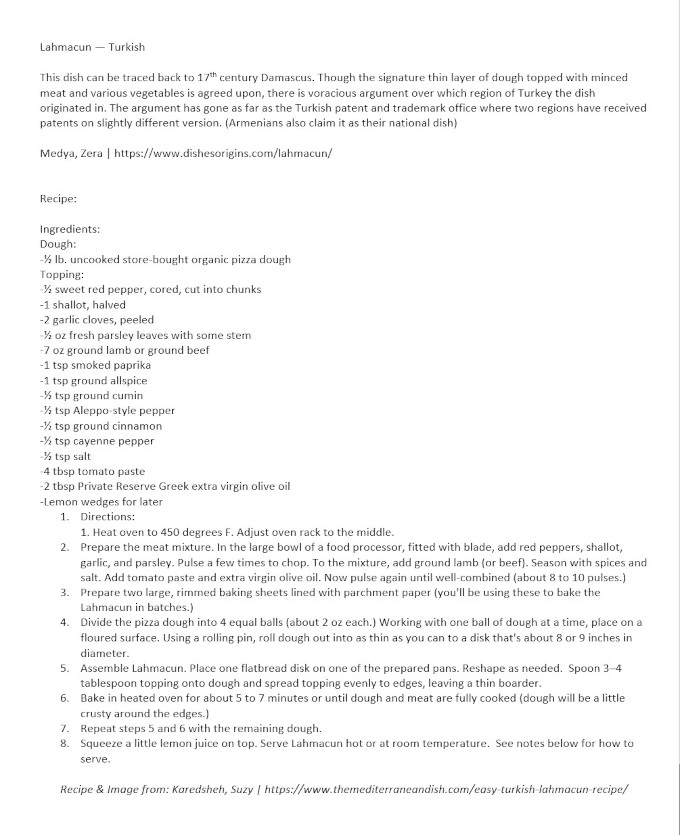 Lahmacun — Turkish
This dish can be traced back to 17th century Damascus. Though the signature thin layer of dough topped with minced
meat and various vegetables is agreed upon, there is voracious argument over which region of Turkey the dish
originated in. The argument has gone as far as the Turkish patent and trademark office where two regions have received
patents on slightly different version. (Armenians also claim it as their national dish)
Medya, Zera | https://www.dishesorigins.com/lahmacun/
Recipe:
Ingredients:
Dough:
-½ lb. uncooked store-bought organic pizza dough
Topping:
-½ sweet red pepper, cored, cut into chunks
-1 shallot, halved
-2 garlic cloves, peeled
-½ oz fresh parsley leaves with some stem
-7 oz ground lamb or ground beef
-1 tsp smoked paprika
-1 tsp ground allspice
-½ tsp ground cumin
-½ tsp Aleppo-style pepper
-½ tsp ground cinnamon
-½ tsp cayenne pepper
-½ tsp salt
-4 tbsp tomato paste
-2 tbsp Private Reserve Greek extra virgin olive oil
-Lemon wedges for later
1. Directions:
1. Heat oven to 450 degrees F. Adjust oven rack to the middle.
2. Prepare the meat mixture. In the large bowl of a food processor, fitted with blade, add red peppers, shallot,
garlic, and parsley. Pulse a few times to chop. To the mixture, add ground lamb (or beef). Season with spices and
salt. Add tomato paste and extra virgin olive oil. Now pulse again until well-combined (about 8 to 10 pulses.)
3. Prepare two large, rimmed baking sheets lined with parchment paper (you'll be using these to bake the
Lahmacun in batches.)
4. Divide the pizza dough into 4 equal balls (about 2 oz each.) Working with one ball of dough at a time, place on a
floured surface. Using a rolling pin, roll dough out into as thin as you can to a disk that's about 8 or 9 inches in
diameter.
5. Assemble Lahmacun. Place one flatbread disk on one of the prepared pans. Reshape as needed. Spoon 3–4
tablespoon topping onto dough and spread topping evenly to edges, leaving a thin boarder.
6. Bake in heated oven for about 5 to 7 minutes or until dough and meat are fully cooked (dough will be a little
crusty around the edges.)
7. Repeat steps 5 and 6 with the remaining dough.
8. Squeeze a little lemon juice on top. Serve Lahmacun hot or at room temperature. See notes below for how to
serve.
Recipe & Image from: Karedsheh, Suzy | https://www.themediterraneandish.com/easy-turkish-lahmacun-recipe/